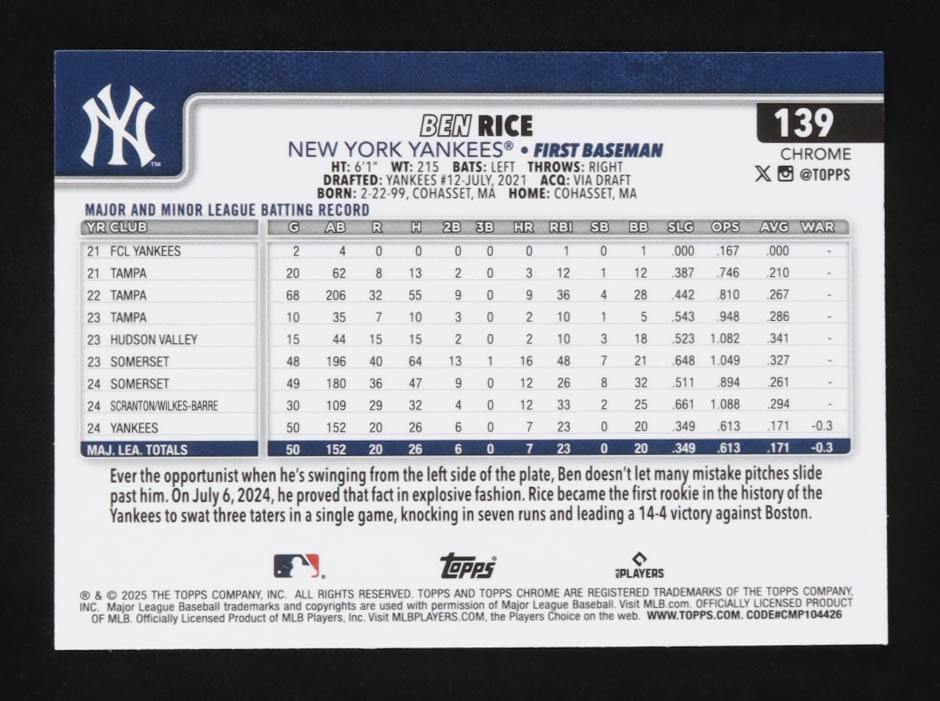 NY™
BEN RICE
139
NEW YORK YANKEES® • FIRST BASEMAN
CHROME
HT: 6'1" WT: 215 BATS: LEFT THROWS: RIGHT
X @TOPPS
DRAFTED: YANKEES #12-JULY, 2021 ACQ: VIA DRAFT
BORN: 2-22-99, COHASSET, MA HOME: COHASSET, MA
MAJOR AND MINOR LEAGUE BATTING RECORD
YR CLUB G AB R H 2B 3B HR RBI SB BB SLG OPS AVG WAR
21 FCL YANKEES 2 4 0 0 0 0 0 1 0 1 .000 .167 .000 -
21 TAMPA 20 62 8 13 2 0 3 12 1 12 .387 .746 .210 -
22 TAMPA 68 206 32 55 9 0 9 36 4 28 .442 .810 .267 -
23 TAMPA 10 35 7 10 3 0 2 10 1 5 .543 .948 .286 -
23 HUDSON VALLEY 15 44 15 15 2 0 2 10 3 18 .523 1.082 .341 -
23 SOMERSET 48 196 40 64 13 1 16 48 7 21 .648 1.049 .327 -
24 SOMERSET 49 180 36 47 9 0 12 26 8 32 .511 .894 .261 -
24 SCRANTON/WILKES-BARRE 30 109 29 32 4 0 12 33 2 25 .661 1.088 .294 -
24 YANKEES 50 152 20 26 6 0 7 23 0 20 .349 .613 .171 -0.3
MAJ. LEA. TOTALS 50 152 20 26 6 0 7 23 0 20 .349 .613 .171 -0.3
Ever the opportunist when he's swinging from the left side of the plate, Ben doesn't let many mistake pitches slide
past him. On July 6, 2024, he proved that fact in explosive fashion. Rice became the first rookie in the history of the
Yankees to swat three taters in a single game, knocking in seven runs and leading a 14-4 victory against Boston.
topps® PLAYERS
® & © 2025 THE TOPPS COMPANY, INC. ALL RIGHTS RESERVED. TOPPS AND TOPPS CHROME ARE REGISTERED TRADEMARKS OF THE TOPPS COMPANY,
INC. Major League Baseball trademarks and copyrights are used with permission of Major League Baseball. Visit MLB.com. OFFICIALLY LICENSED PRODUCT
OF MLB. Officially Licensed Product of MLB Players, Inc. Visit MLBPLAYERS.COM, the Players Choice on the web. WWW.TOPPS.COM. CODE#CMP104426